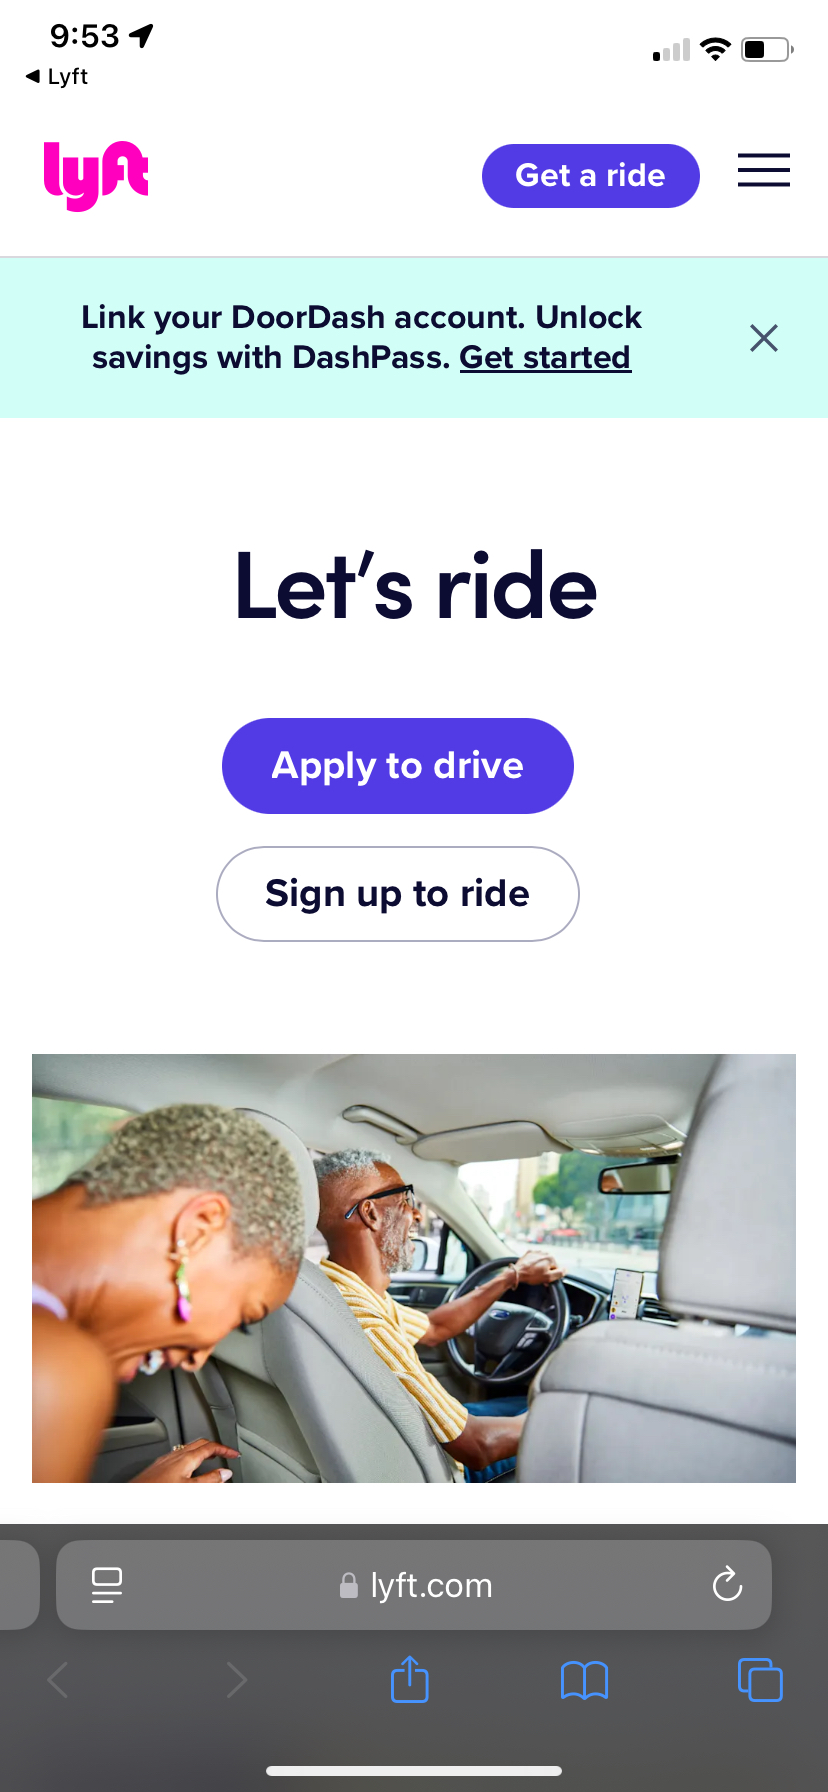 9:53
Lyft
lyft
Get a ride
Link your DoorDash account. Unlock
savings with DashPass. Get started
Let's ride
Apply to drive
Sign up to ride
lyft.com